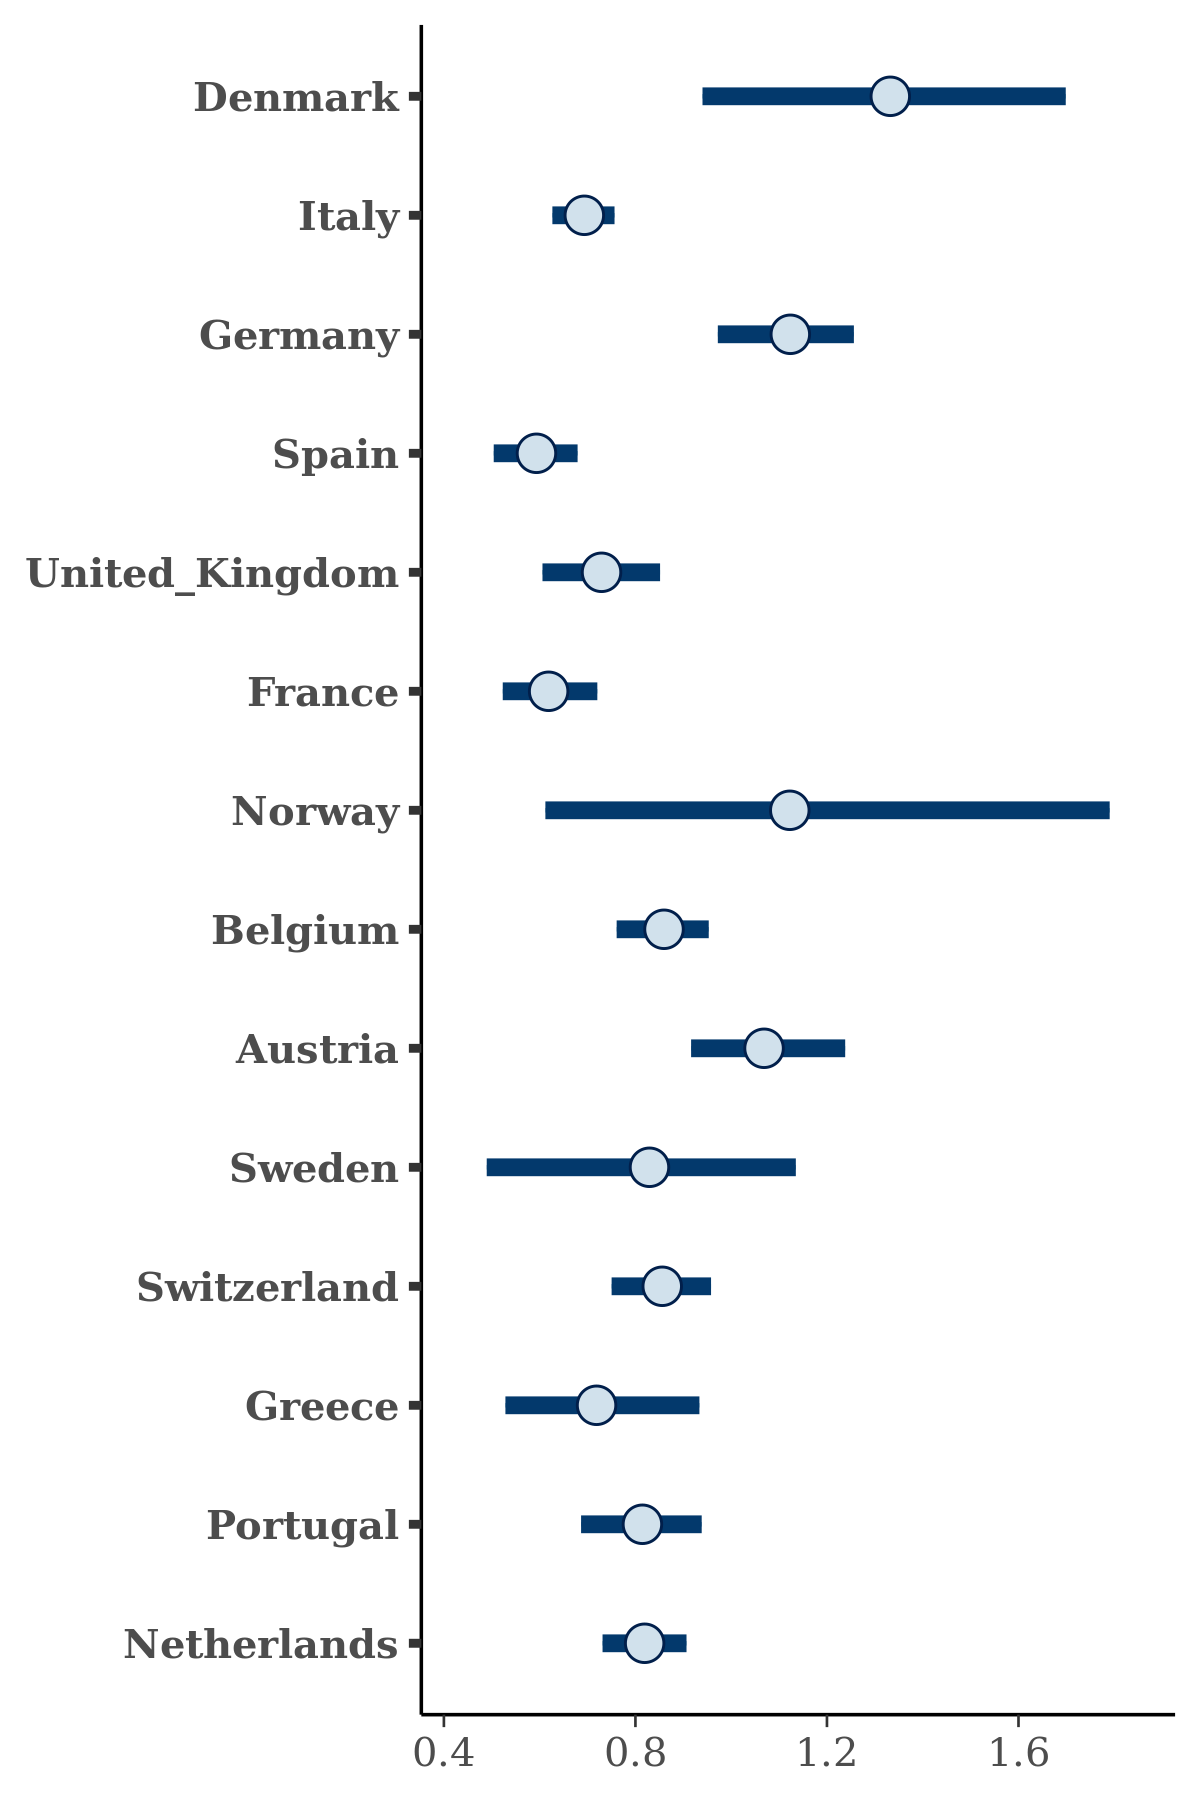 Denmark
Italy
Germany
Spain
United_Kingdom
France
Norway
Belgium
Austria
Sweden
Switzerland
Greece
Portugal
Netherlands
0.4 0.8 1.2 1.6